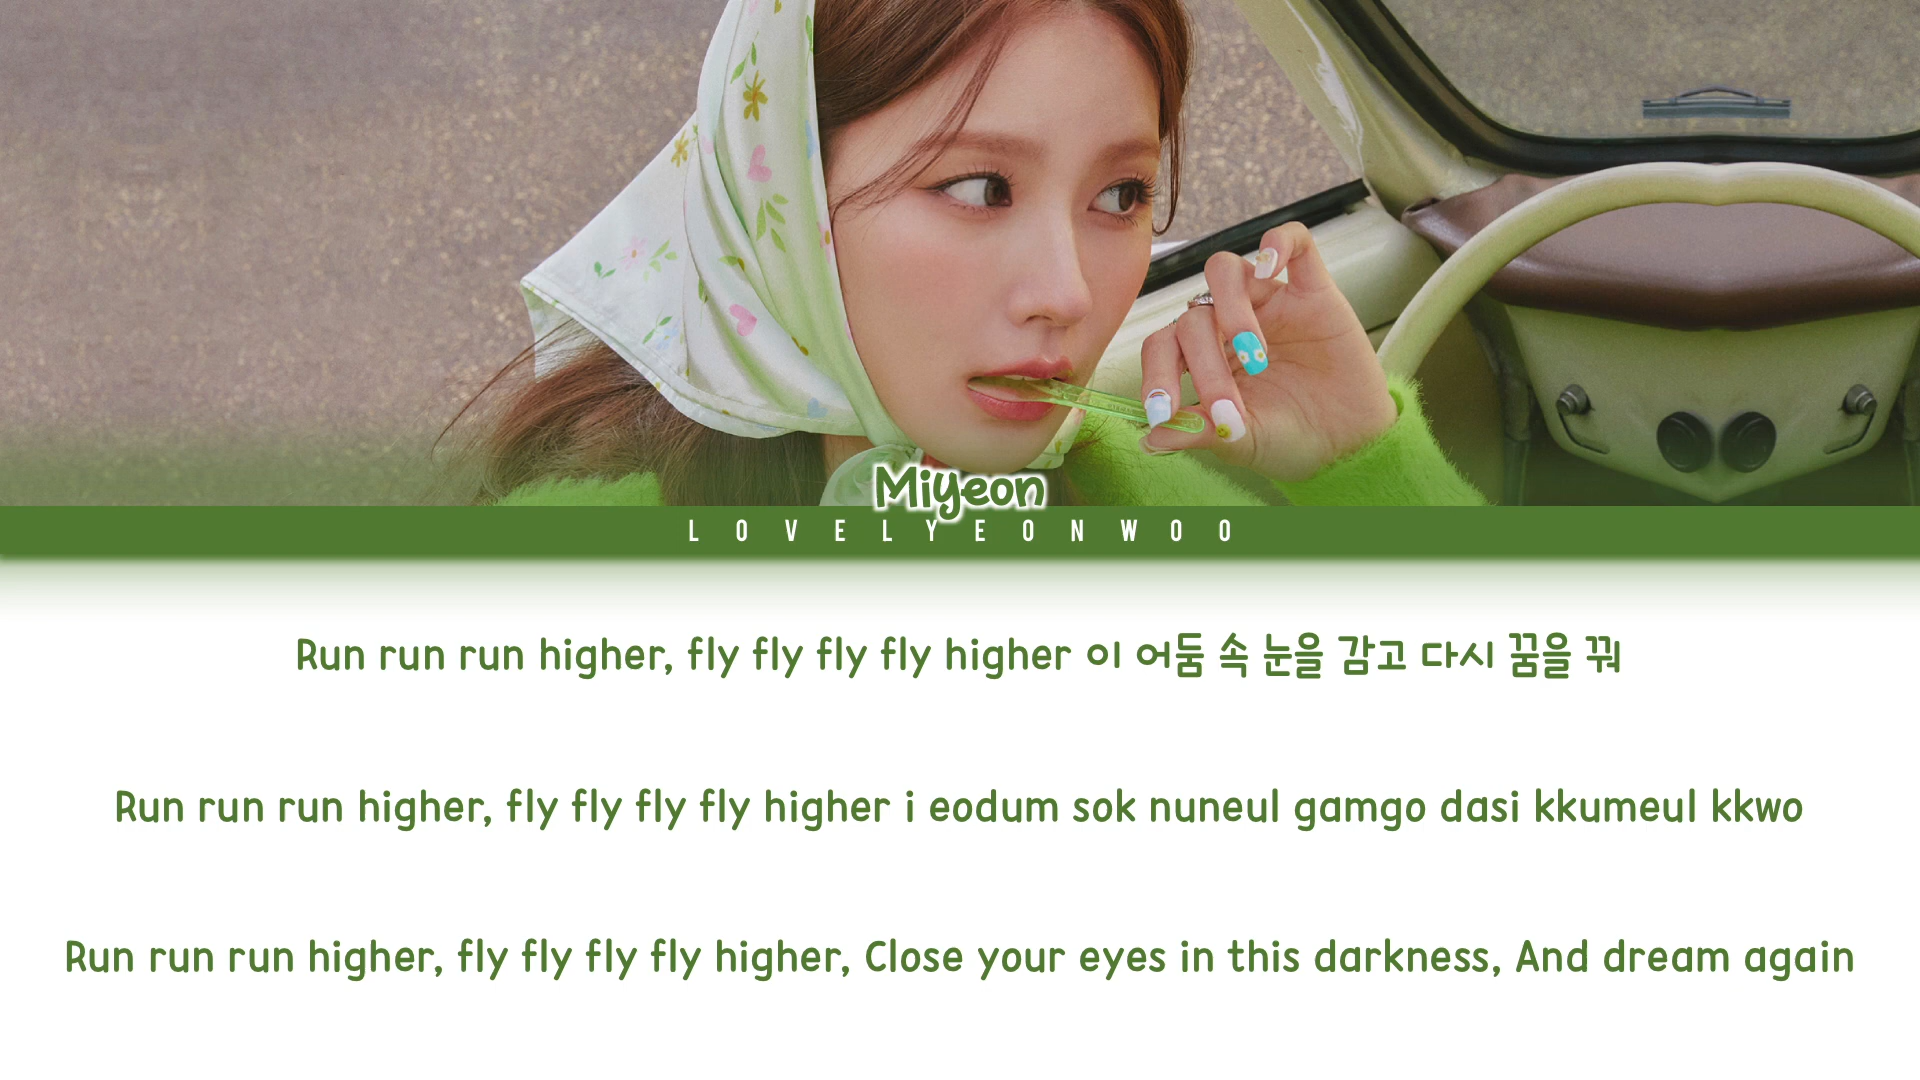 Miyeon
LOVELYEONWOO
Run run run higher, fly fly fly fly higher 이 어둠 속 눈을 감고 다시 꿈을 꿔
Run run run higher, fly fly fly fly higher i eodum sok nuneul gamgo dasi kkumeul kkwo
Run run run higher, fly fly fly fly higher, Close your eyes in this darkness, And dream again